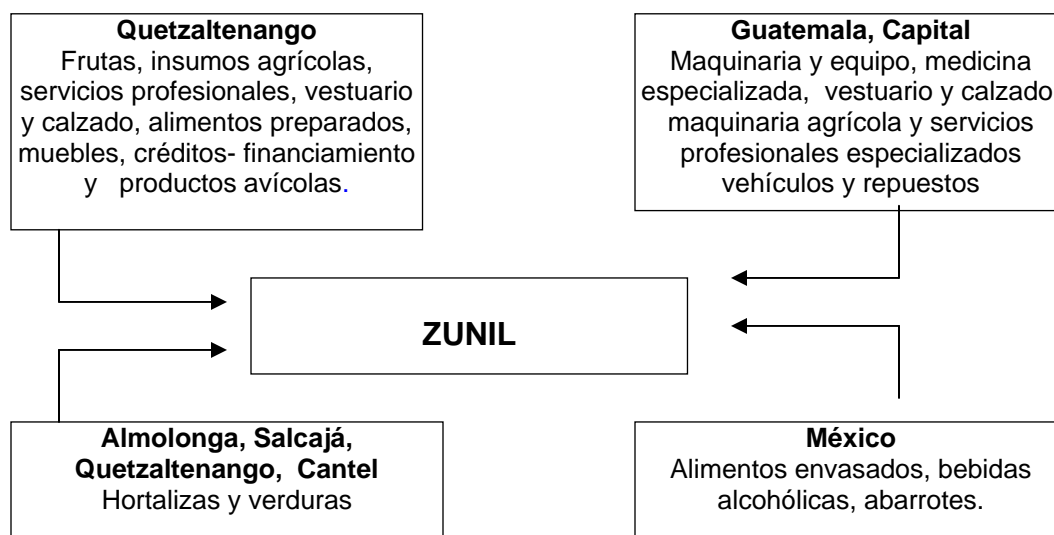 Quetzaltenango
Frutas, insumos agrícolas,
servicios profesionales, vestuario
y calzado, alimentos preparados,
muebles, créditos- financiamiento
y productos avícolas.
Guatemala, Capital
Maquinaria y equipo, medicina
especializada, vestuario y calzado
maquinaria agrícola y servicios
profesionales especializados
vehículos y repuestos
ZUNIL
Almolonga, Salcajá,
Quetzaltenango, Cantel
Hortalizas y verduras
México
Alimentos envasados, bebidas
alcohólicas, abarrotes.